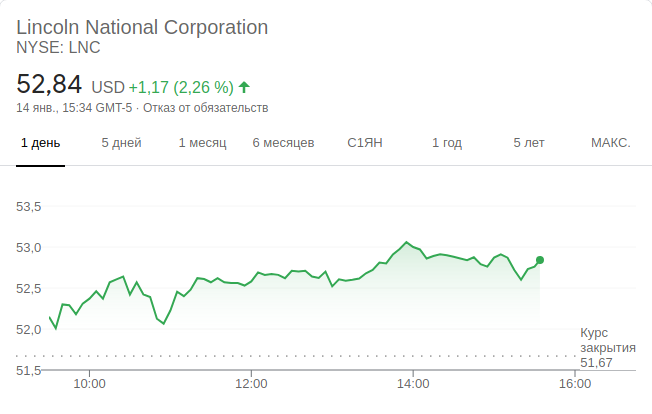 Lincoln National Corporation
NYSE: LNC
52,84 USD +1,17 (2,26 %)
14 янв., 15:34 GMT-5 · Отказ от обязательств
1 день 5 дней 1 месяц 6 месяцев С1ЯН 1 год 5 лет МАКС.
53,5
53,0
52,5
52,0
Курс
закрытия
51,67
51,5
10:00 12:00 14:00 16:00